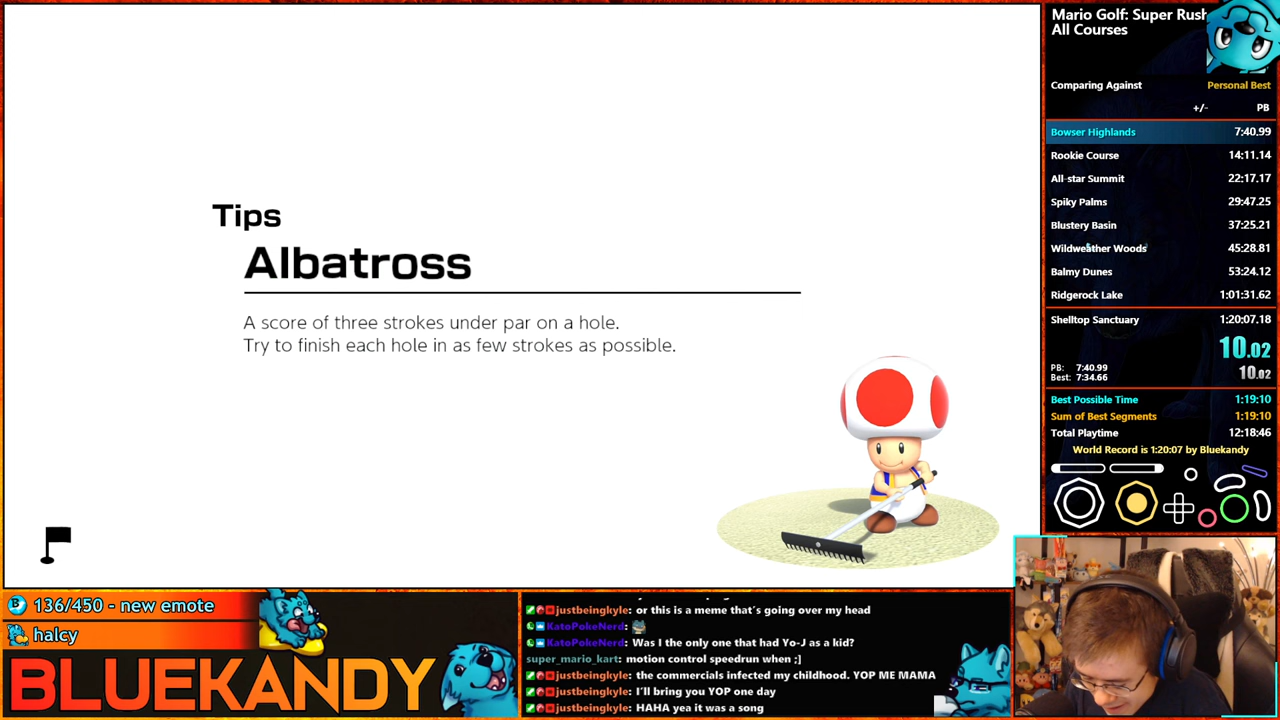 Tips
Albatross
A score of three strokes under par on a hole.
Try to finish each hole in as few strokes as possible.
Mario Golf: Super Rush
All Courses
Comparing Against Personal Best
+/- PB
Bowser Highlands 7:40.99
Rookie Course 14:11.14
All-star Summit 22:17.17
Spiky Palms 29:47.25
Blustery Basin 37:25.21
Wildweather Woods 45:28.81
Balmy Dunes 53:24.12
Ridgerock Lake 1:01:31.62
Shelltop Sanctuary 1:20:07.18
10.02
PB: 7:40.99
Best: 7:34.66
10.02
Best Possible Time 1:19:10
Sum of Best Segments 1:19:10
Total Playtime 12:18:46
World Record is 1:20:07 by Bluekandy
136/450 - new emote
halcy
BLUEKANDY
justbeingkyle: or this is a meme that's going over my head
KatoPokeNerd:
KatoPokeNerd: Was I the only one that had Yo-J as a kid?
super_mario_kart: motion control speedrun when ;]
justbeingkyle: the commercials infected my childhood. YOP ME MAMA
justbeingkyle: I'll bring you YOP one day
justbeingkyle: HAHA yea it was a song